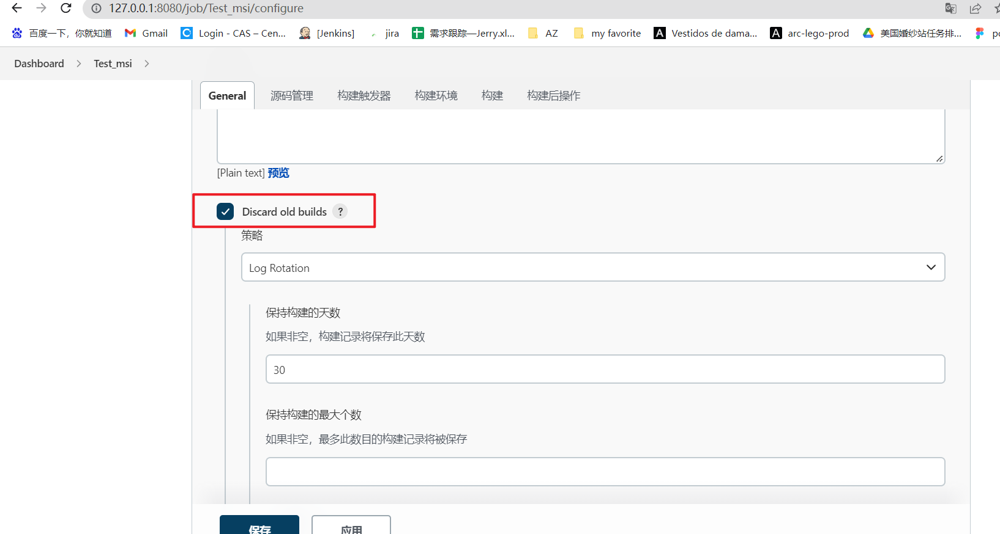 127.0.0.1:8080/job/Test_msi/configure
百度一下，你就知道 Gmail Login - CAS – Cen... [Jenkins] jira 需求跟踪—Jerry.xl... AZ my favorite Vestidos de dama... arc-lego-prod 美国婚纱站任务排...
Dashboard Test_msi
General 源码管理 构建触发器 构建环境 构建 构建后操作
[Plain text] 预览
Discard old builds ?
策略
Log Rotation
保持构建的天数
如果非空，构建记录将保存此天数
30
保持构建的最大个数
如果非空，最多此数目的构建记录将被保存
保存 应用